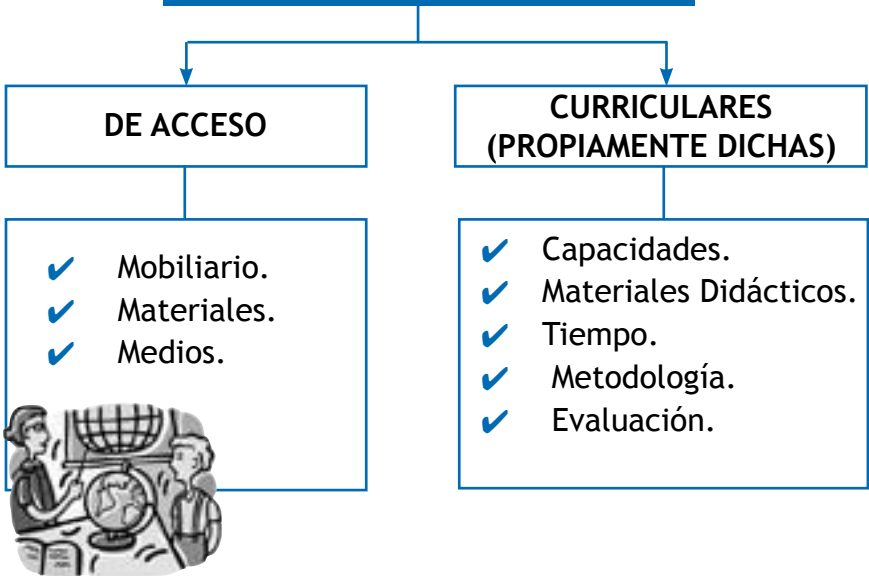 DE ACCESO
CURRICULARES
(PROPIAMENTE DICHAS)
✔ Mobiliario.
✔ Materiales.
✔ Medios.
✔ Capacidades.
✔ Materiales Didácticos.
✔ Tiempo.
✔ Metodología.
✔ Evaluación.